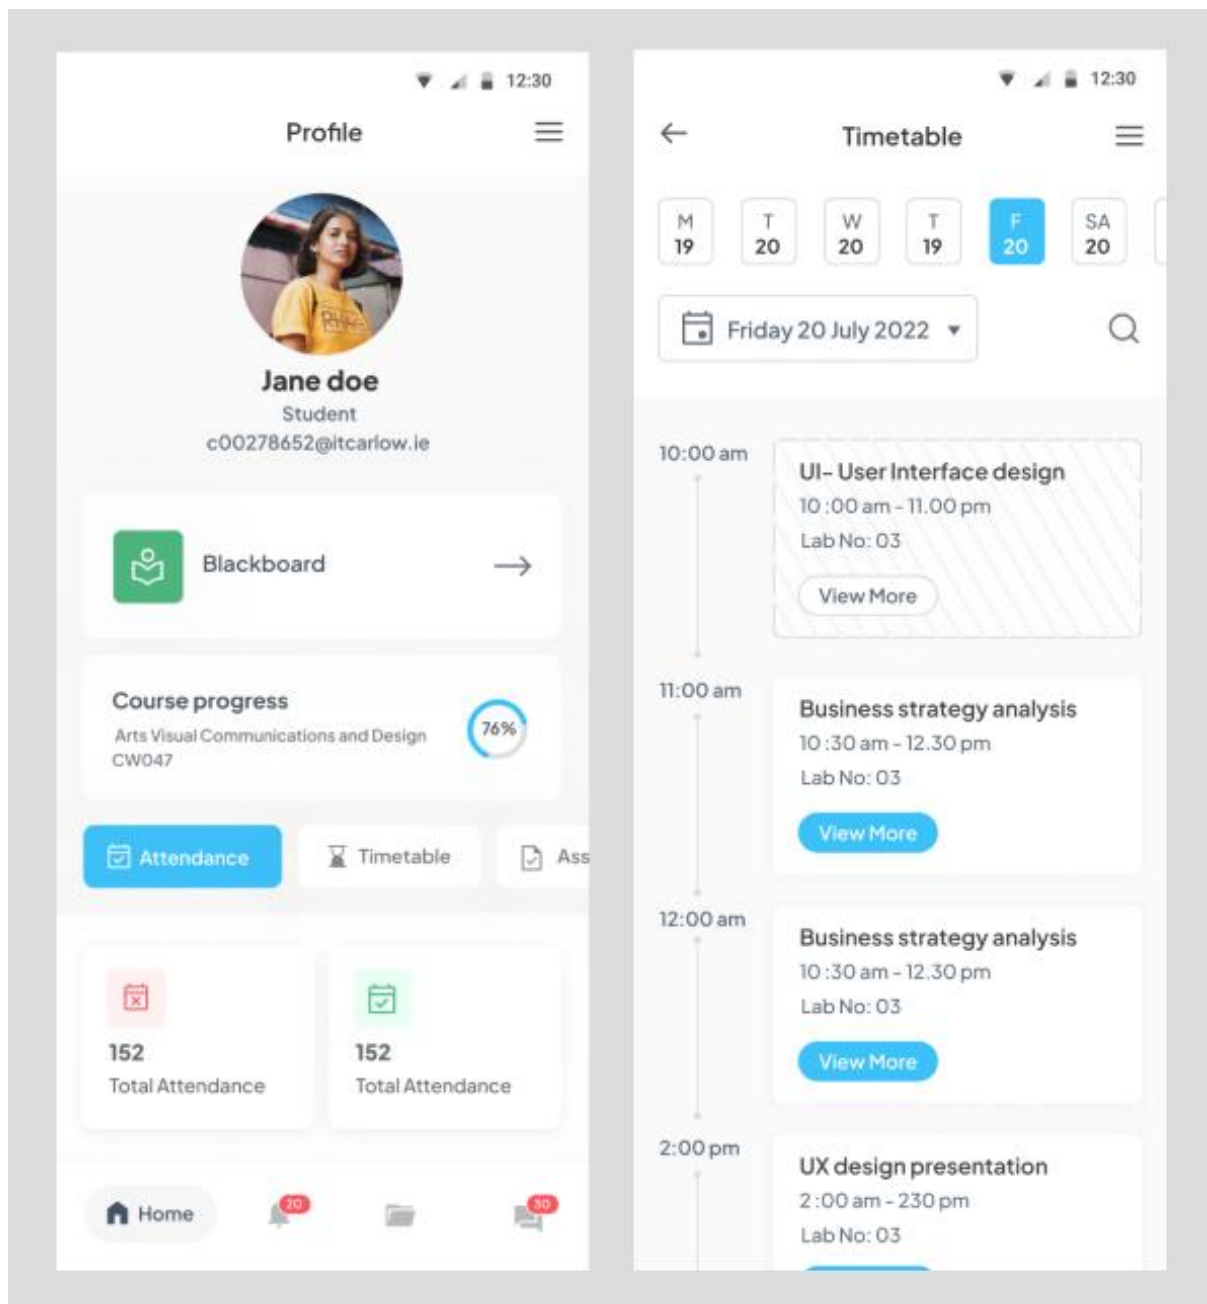 12:30
Profile
Jane doe
Student
c00278652@itcarlow.ie
Blackboard
Course progress
Arts Visual Communications and Design
CW047
76%
Attendance
Timetable
Ass
152
Total Attendance
152
Total Attendance
Home
20
30
12:30
Timetable
M
19
T
20
W
20
T
19
F
20
SA
20
Friday 20 July 2022
10:00 am
UI- User Interface design
10 :00 am - 11.00 pm
Lab No: 03
View More
11:00 am
Business strategy analysis
10 :30 am - 12.30 pm
Lab No: 03
View More
12:00 am
Business strategy analysis
10 :30 am - 12.30 pm
Lab No: 03
View More
2:00 pm
UX design presentation
2 :00 am - 230 pm
Lab No: 03